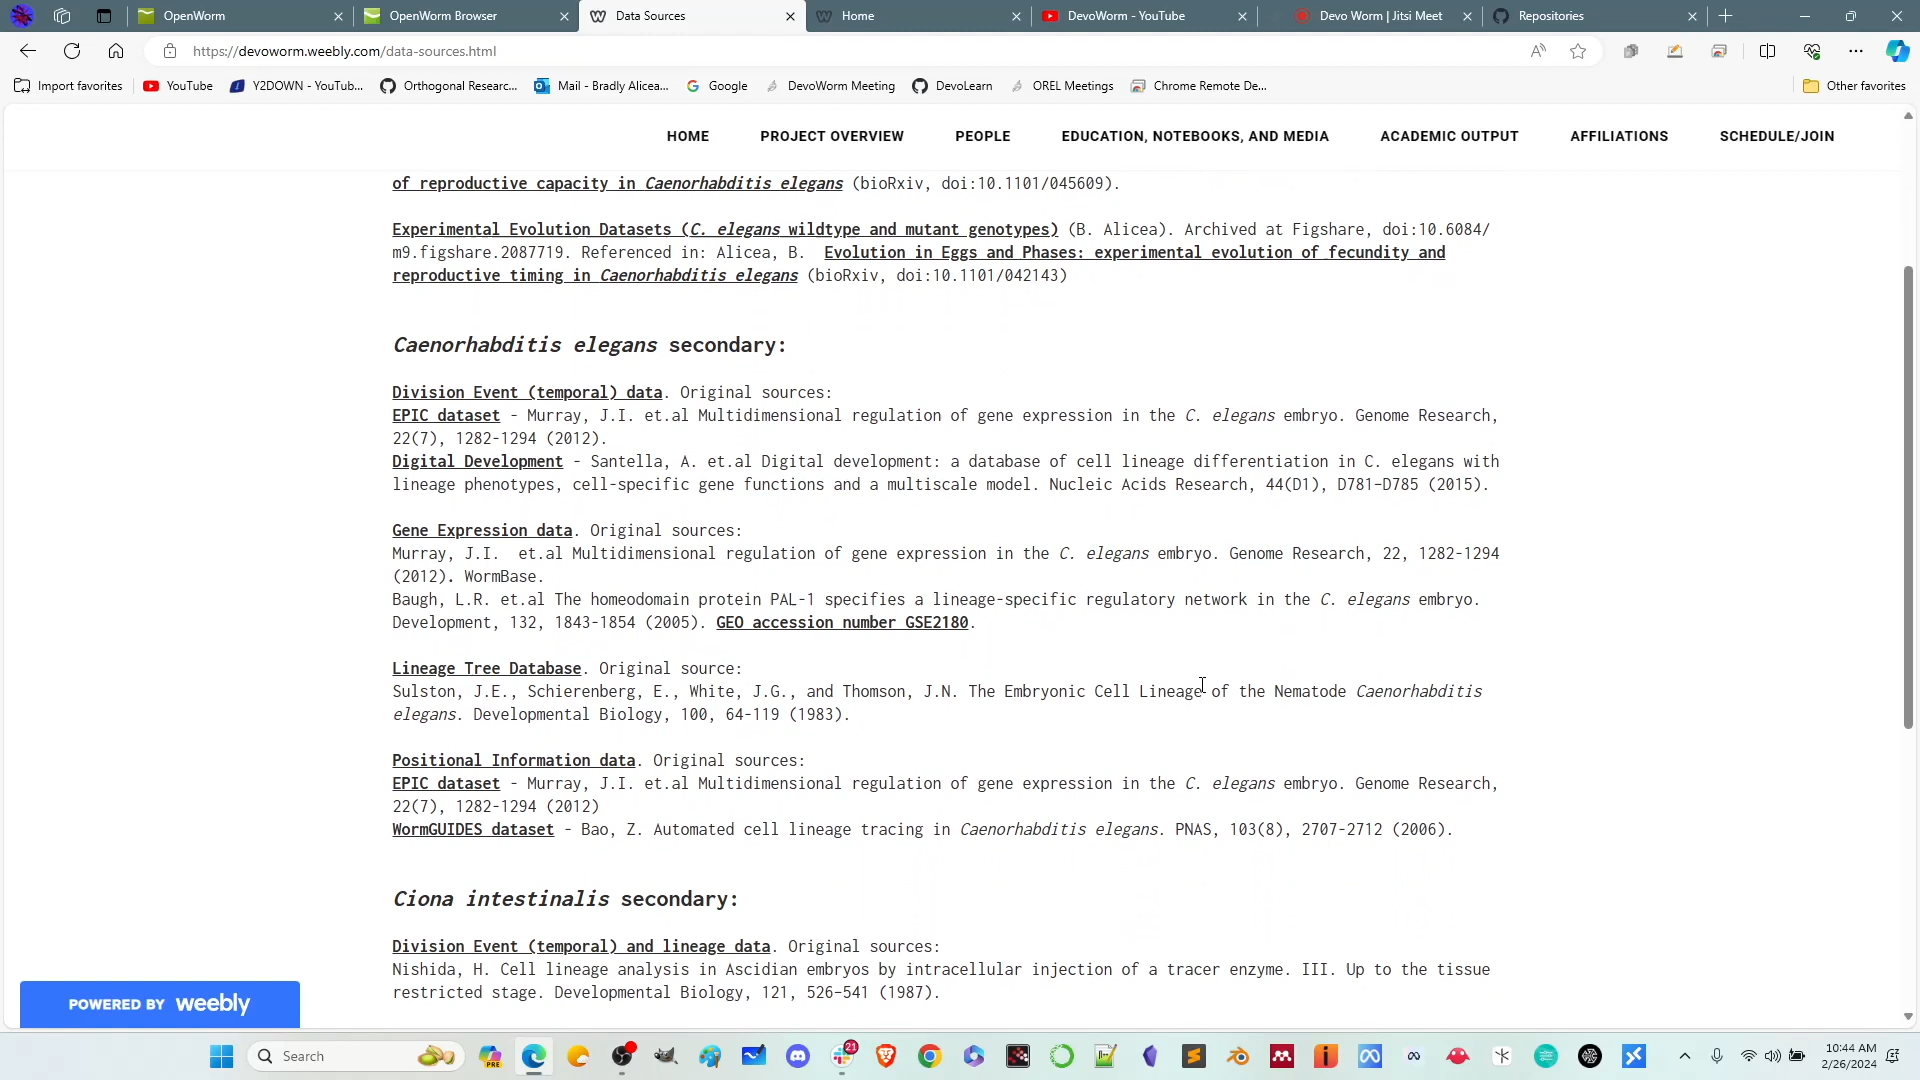 OpenWorm
OpenWorm Browser
Data Sources
Home
DevoWorm - YouTube
Devo Worm | Jitsi Meet
Repositories
https://devoworm.weebly.com/data-sources.html
Import favorites
YouTube
Y2DOWN - YouTub...
Orthogonal Researc...
Mail - Bradly Alicea...
Google
DevoWorm Meeting
DevoLearn
OREL Meetings
Chrome Remote De...
Other favorites
HOME
PROJECT OVERVIEW
PEOPLE
EDUCATION, NOTEBOOKS, AND MEDIA
ACADEMIC OUTPUT
AFFILIATIONS
SCHEDULE/JOIN
of reproductive capacity in Caenorhabditis elegans (bioRxiv, doi:10.1101/045609).
Experimental Evolution Datasets (C. elegans wildtype and mutant genotypes) (B. Alicea). Archived at Figshare, doi:10.6084/
m9.figshare.2087719. Referenced in: Alicea, B. Evolution in Eggs and Phases: experimental evolution of fecundity and
reproductive timing in Caenorhabditis elegans (bioRxiv, doi:10.1101/042143)
Caenorhabditis elegans secondary:
Division Event (temporal) data. Original sources:
EPIC dataset - Murray, J.I. et.al Multidimensional regulation of gene expression in the C. elegans embryo. Genome Research,
22(7), 1282-1294 (2012).
Digital Development - Santella, A. et.al Digital development: a database of cell lineage differentiation in C. elegans with
lineage phenotypes, cell-specific gene functions and a multiscale model. Nucleic Acids Research, 44(D1), D781-D785 (2015).
Gene Expression data. Original sources:
Murray, J.I. et.al Multidimensional regulation of gene expression in the C. elegans embryo. Genome Research, 22, 1282-1294
(2012). WormBase.
Baugh, L.R. et.al The homeodomain protein PAL-1 specifies a lineage-specific regulatory network in the C. elegans embryo.
Development, 132, 1843-1854 (2005). GEO accession number GSE2180.
Lineage Tree Database. Original source:
Sulston, J.E., Schierenberg, E., White, J.G., and Thomson, J.N. The Embryonic Cell Lineage of the Nematode Caenorhabditis
elegans. Developmental Biology, 100, 64-119 (1983).
Positional Information data. Original sources:
EPIC dataset - Murray, J.I. et.al Multidimensional regulation of gene expression in the C. elegans embryo. Genome Research,
22(7), 1282-1294 (2012)
WormGUIDES dataset - Bao, Z. Automated cell lineage tracing in Caenorhabditis elegans. PNAS, 103(8), 2707-2712 (2006).
Ciona intestinalis secondary:
Division Event (temporal) and lineage data. Original sources:
Nishida, H. Cell lineage analysis in Ascidian embryos by intracellular injection of a tracer enzyme. III. Up to the tissue
restricted stage. Developmental Biology, 121, 526-541 (1987).
POWERED BY weebly
Search
PRE
21
10:44 AM
2/26/2024